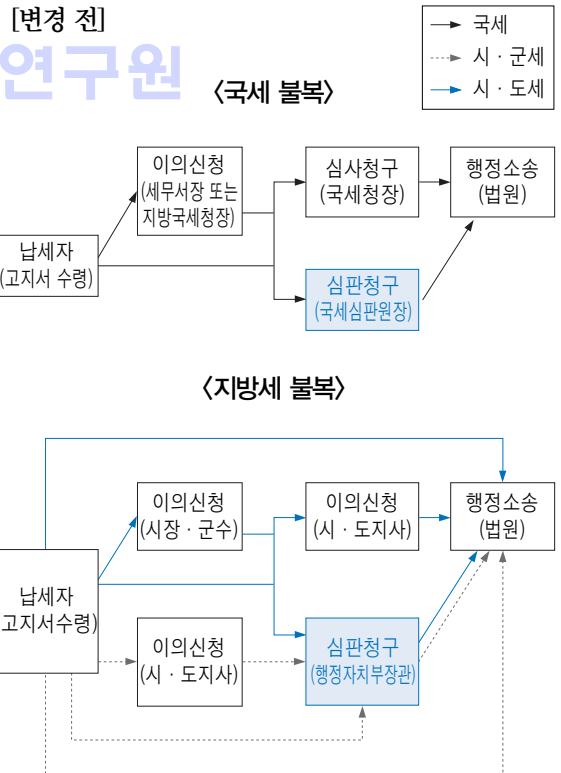 [변경 전]
연구원
→ 국세
→ 시 · 군세
→ 시 · 도세
〈국세 불복〉
납세자
(고지서 수령)
이의신청
(세무서장 또는
지방국세청장)
심사청구
(국세청장)
행정소송
(법원)
심판청구
(국세심판원장)
〈지방세 불복〉
납세자
고지서수령)
이의신청
(시장 · 군수)
이의신청
(시 · 도지사)
행정소송
(법원)
이의신청
(시 · 도지사)
심판청구
(행정자치부장관)